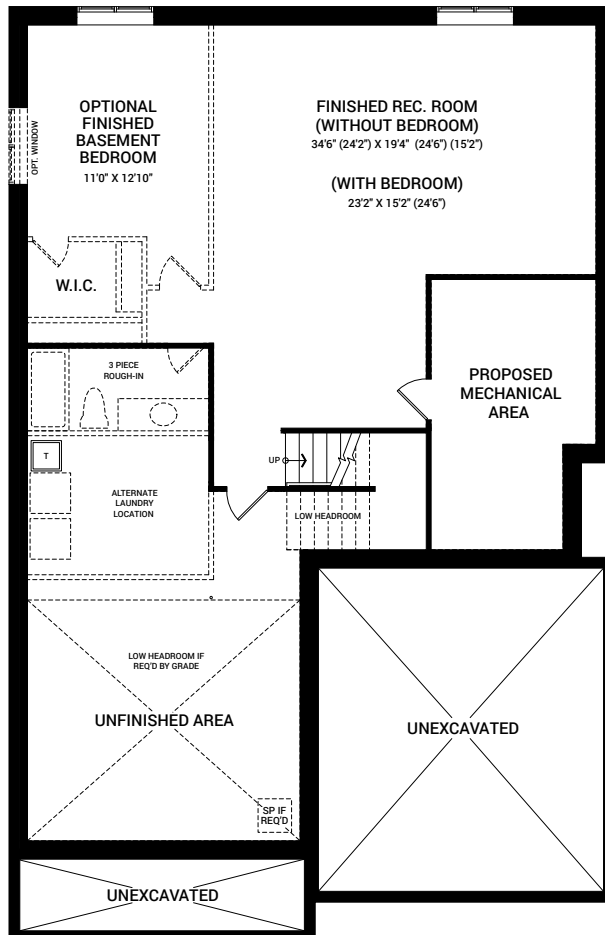 OPTIONAL
FINISHED
BASEMENT
BEDROOM
11'0" X 12'10"
OPT. WINDOW
FINISHED REC. ROOM
(WITHOUT BEDROOM)
34'6" (24'2") X 19'4" (24'6") (15'2")
(WITH BEDROOM)
23'2" X 15'2" (24'6")
W.I.C.
3 PIECE
ROUGH-IN
PROPOSED
MECHANICAL
AREA
T
UP
ALTERNATE
LAUNDRY
LOCATION
LOW HEADROOM
LOW HEADROOM IF
REQ'D BY GRADE
UNFINISHED AREA
UNEXCAVATED
SP IF
REQ'D
UNEXCAVATED